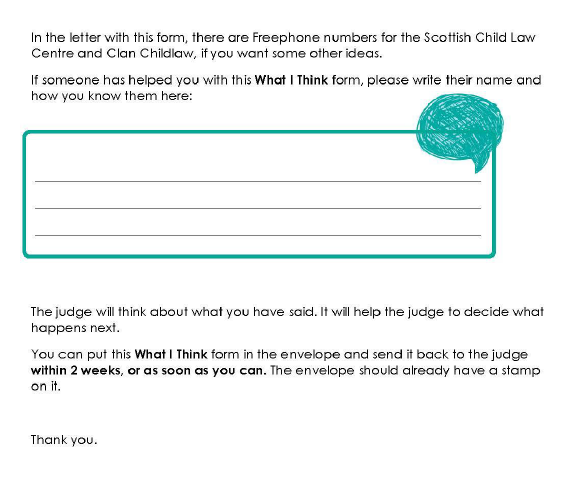 In the letter with this form, there are Freephone numbers for the Scottish Child Law
Centre and Clan Childlaw, if you want some other ideas.
If someone has helped you with this What I Think form, please write their name and
how you know them here:
The judge will think about what you have said. It will help the judge to decide what
happens next.
You can put this What I Think form in the envelope and send it back to the judge
within 2 weeks, or as soon as you can. The envelope should already have a stamp
on it.
Thank you.